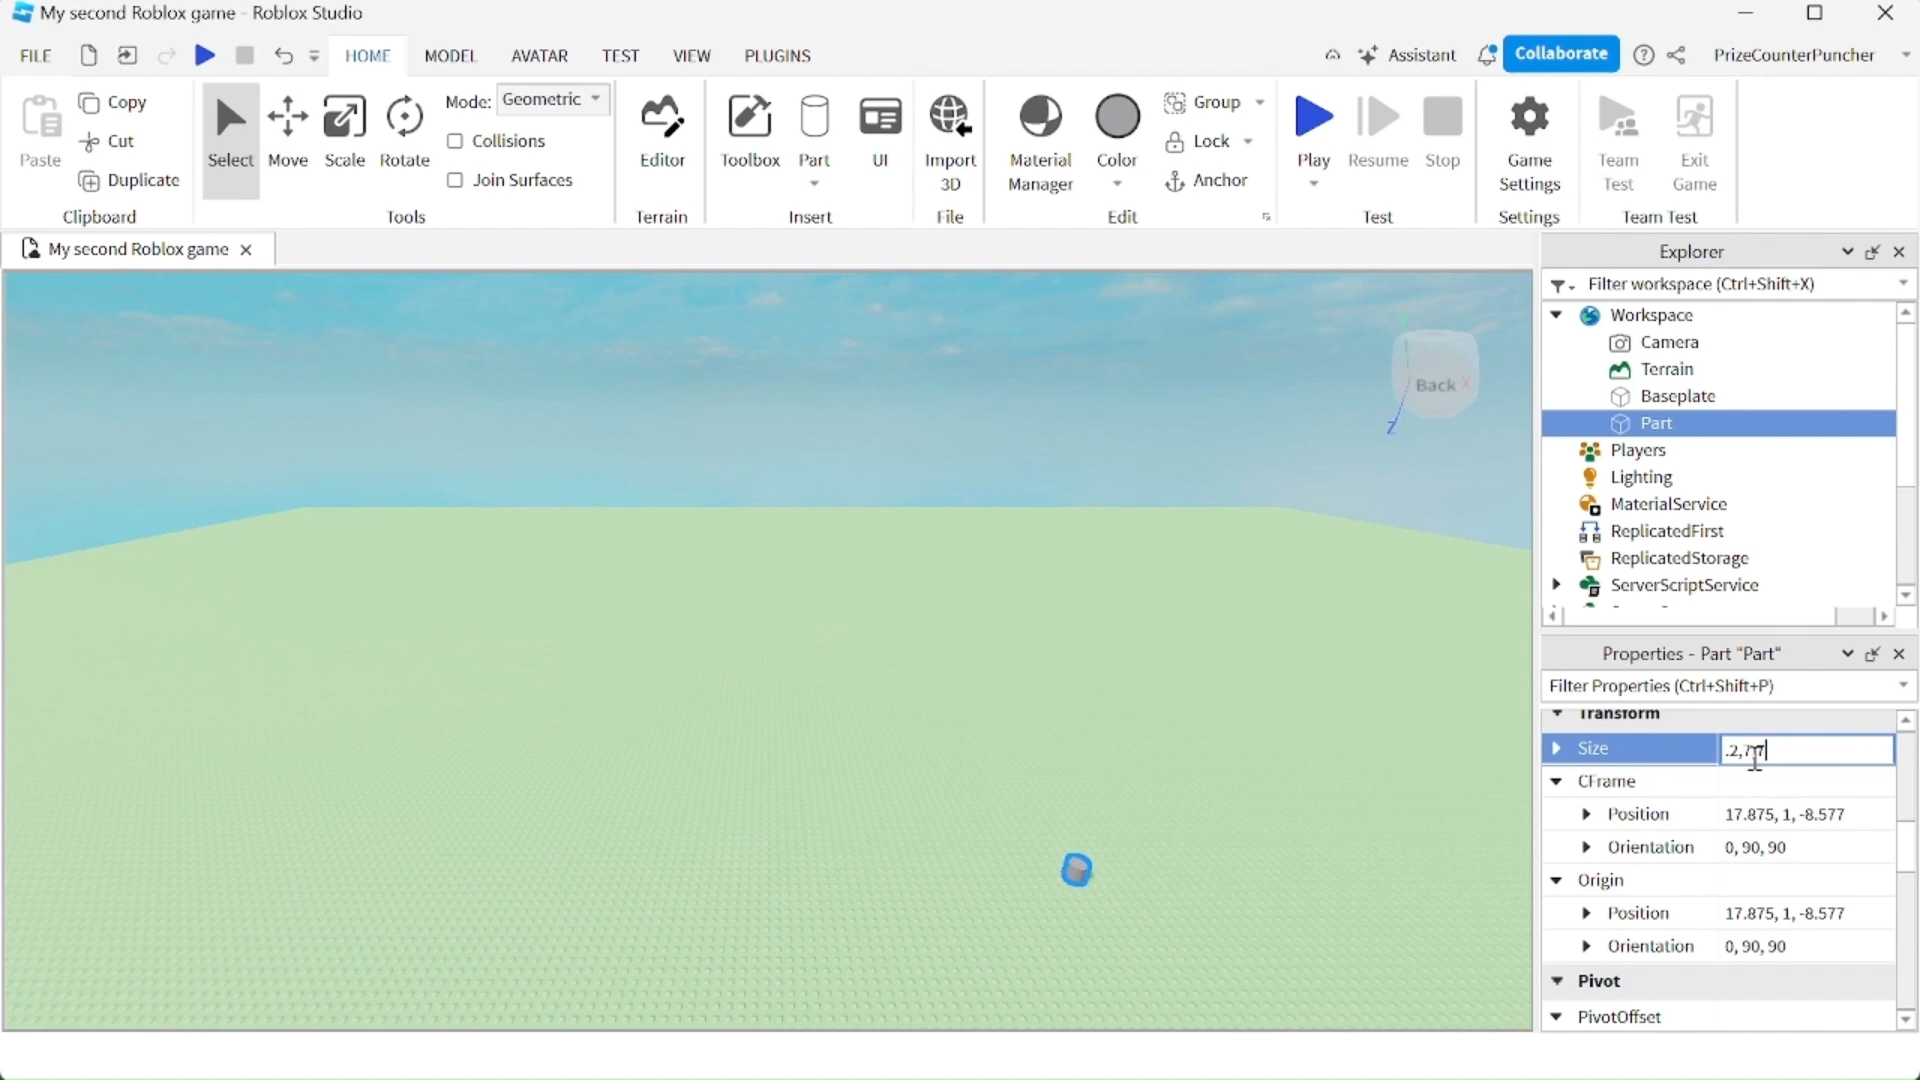 My second Roblox game - Roblox Studio
FILE HOME MODEL AVATAR TEST VIEW PLUGINS Assistant Collaborate PrizeCounterPuncher
Paste
Copy
Cut
Duplicate
Clipboard
Select Move Scale Rotate
Mode: Geometric
Collisions
Join Surfaces
Tools
Editor
Terrain
Toolbox Part UI
Insert
Import
3D
File
Material
Manager
Color
Group
Lock
Anchor
Edit
Play Resume Stop
Test
Game
Settings
Settings
Team
Test
Exit
Game
Team Test
My second Roblox game
Back X
Z
Explorer
Filter workspace (Ctrl+Shift+X)
Workspace
Camera
Terrain
Baseplate
Part
Players
Lighting
MaterialService
ReplicatedFirst
ReplicatedStorage
ServerScriptService
Properties - Part "Part"
Filter Properties (Ctrl+Shift+P)
Transform
Size .2,7,7
CFrame
Position 17.875, 1, -8.577
Orientation 0, 90, 90
Origin
Position 17.875, 1, -8.577
Orientation 0, 90, 90
Pivot
PivotOffset